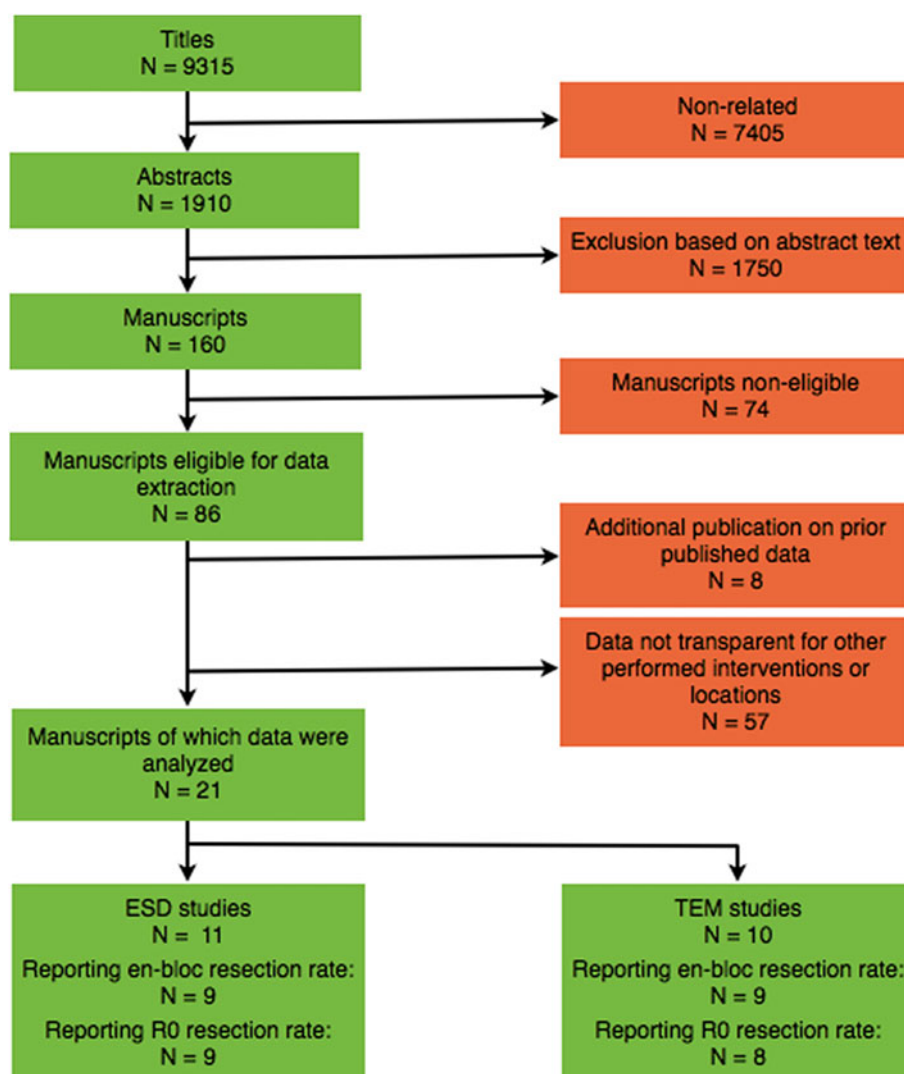 Titles
N = 9315
Non-related
N = 7405
Abstracts
N = 1910
Exclusion based on abstract text
N = 1750
Manuscripts
N = 160
Manuscripts non-eligible
N = 74
Manuscripts eligible for data
extraction
N = 86
Additional publication on prior
published data
N = 8
Data not transparent for other
performed interventions or
locations
N = 57
Manuscripts of which data were
analyzed
N = 21
ESD studies
N = 11
Reporting en-bloc resection rate:
N = 9
Reporting R0 resection rate:
N = 9
TEM studies
N = 10
Reporting en-bloc resection rate:
N = 9
Reporting R0 resection rate:
N = 8